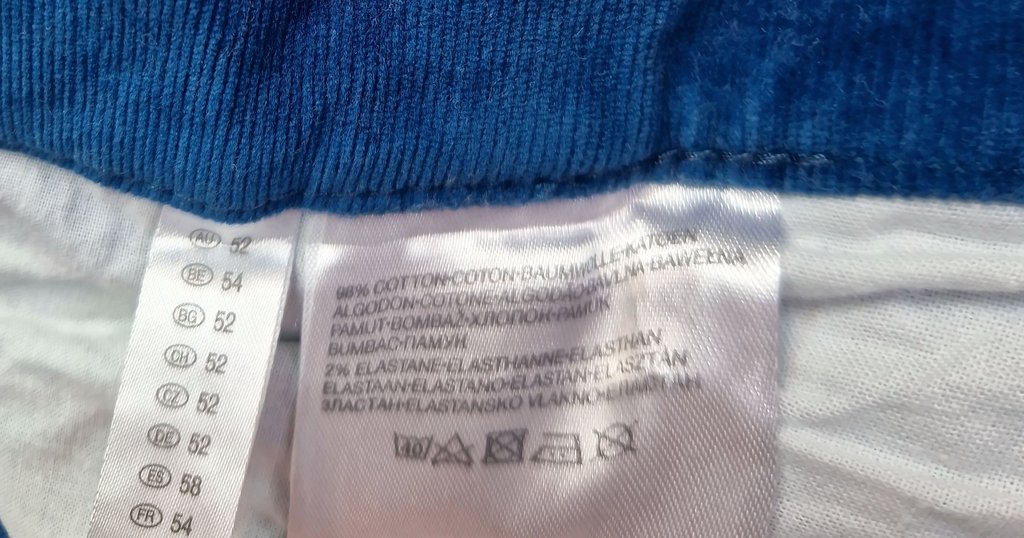 AU 52
BE 54
BG 52
CH 52
CZ 52
DE 52
ES 58
FR 54
98% COTTON·COTON·BAUMWOLLE·KATOEN
ALGODON·COTONE·ALGODÃO·BAVLNA·BAWEŁNA
PAMUT·BOMBAŽ·ХЛОПОК·PAMUK
BUMBAC·ПАМУК
2% ELASTANE·ELASTHANNE·ELASTHAN
ELASTAAN·ELASTANO·ELASTAN·ELASZTÁN
ЭЛАСТАН·ELASTANSKO VLAKNO
40